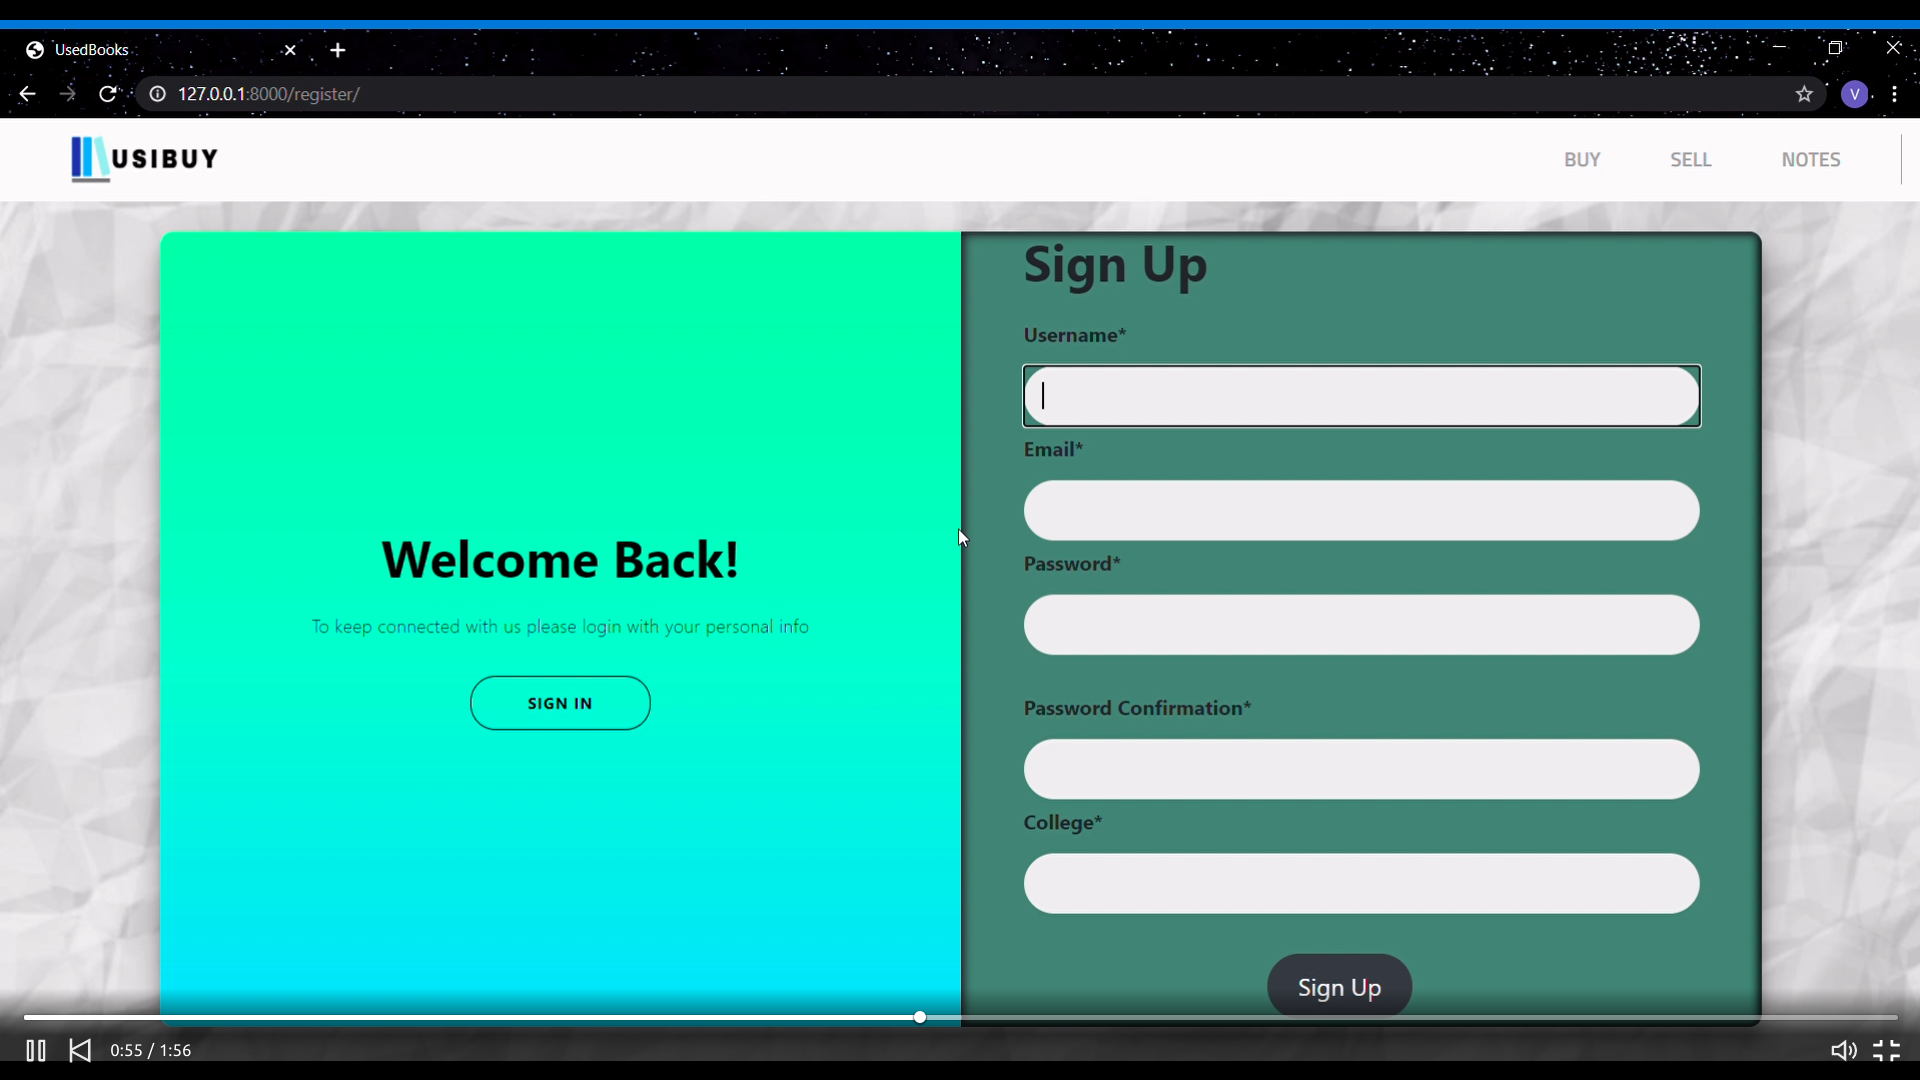 UsedBooks
127.0.0.1:8000/register/
V
USIBUY
BUY
SELL
NOTES
Sign Up
Username*
Email*
Password*
Password Confirmation*
College*
Sign Up
Welcome Back!
To keep connected with us please login with your personal info
SIGN IN
0:55 / 1:56